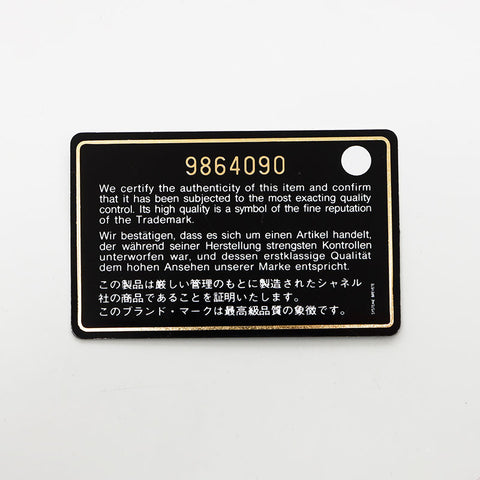 9864090
We certify the authenticity of this item and confirm
that it has been subjected to the most exacting quality
control. Its high quality is a symbol of the fine reputation
of the Trademark.
Wir bestätigen, dass es sich um einen Artikel handelt,
der während seiner Herstellung strengsten Kontrollen
unterworfen war, und dessen erstklassige Qualität
dem hohen Ansehen unserer Marke entspricht.
この製品は厳しい管理のもとに製造されたシャネル
社の商品であることを証明いたします。
このブランド・マークは最高級品質の象徴です。